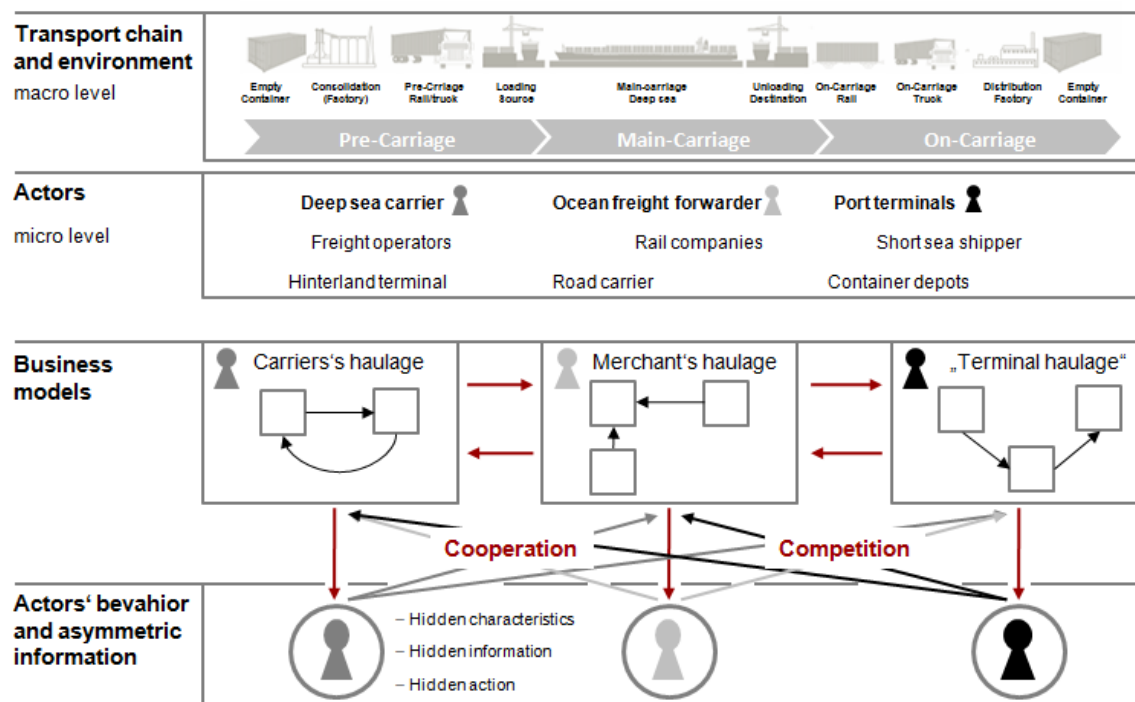 Transport chain
and environment
macro level
Empty
Container
Consolidation
(Factory)
Pre-Crriage
Rail/truck
Loading
Source
Main-carriage
Deep sea
Unloading
Destination
On-Carriage
Rail
On-Carriage
Truck
Distribution
Factory
Empty
Container
Pre-Carriage
Main-Carriage
On-Carriage
Actors
micro level
Deep sea carrier
Ocean freight forwarder
Port terminals
Freight operators
Rail companies
Short sea shipper
Hinterland terminal
Road carrier
Container depots
Business
models
Carriers's haulage
Merchant's haulage
„Terminal haulage“
Cooperation
Competition
Actors‘ bevahior
and asymmetric
information
– Hidden characteristics
– Hidden information
– Hidden action